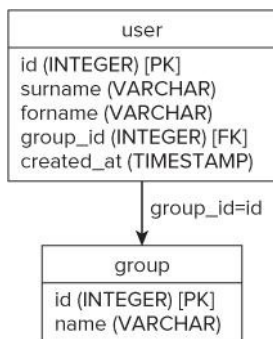 user
id (INTEGER) [PK]
surname (VARCHAR)
forname (VARCHAR)
group_id (INTEGER) [FK]
created_at (TIMESTAMP)
group_id=id
group
id (INTEGER) [PK]
name (VARCHAR)